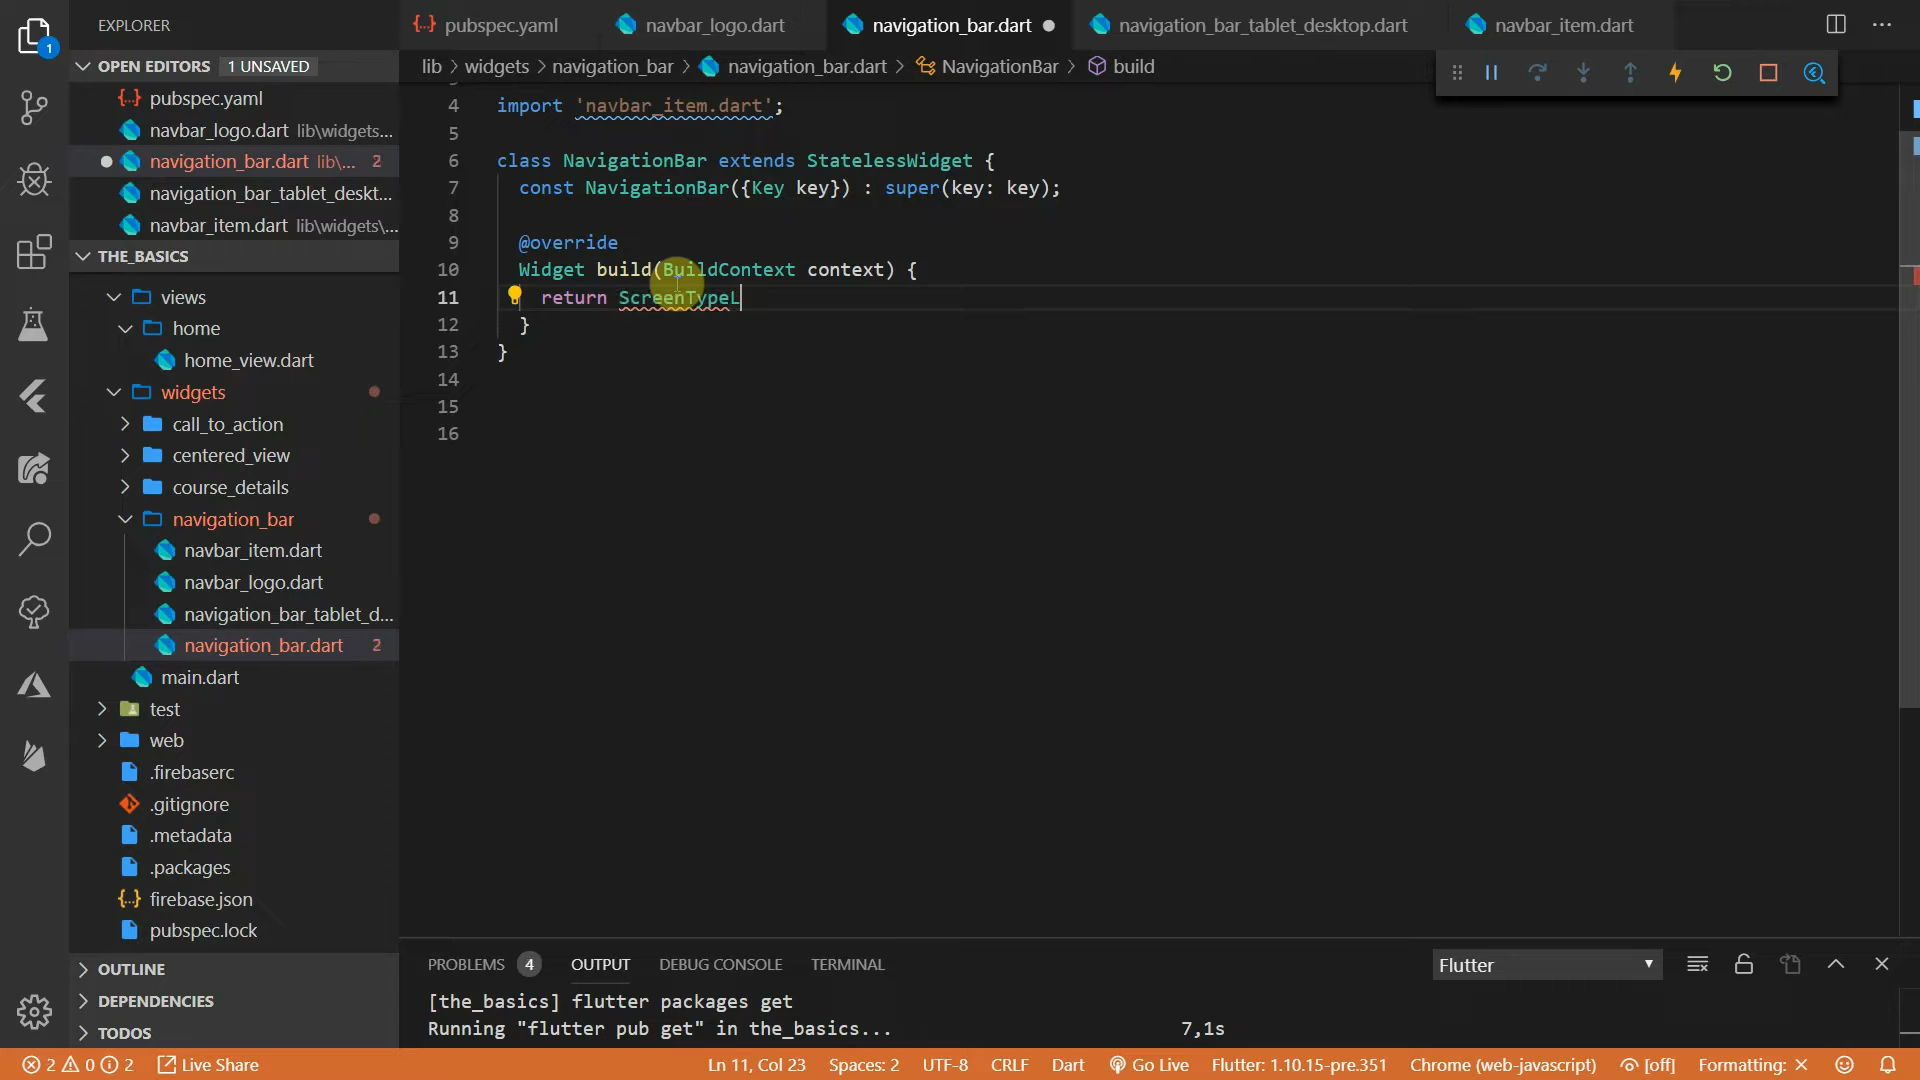 EXPLORER
OPEN EDITORS 1 UNSAVED
pubspec.yaml
navbar_logo.dart lib\widgets...
navigation_bar.dart lib\... 2
navigation_bar_tablet_deskt...
navbar_item.dart lib\widgets\...
THE_BASICS
views
home
home_view.dart
widgets
call_to_action
centered_view
course_details
navigation_bar
navbar_item.dart
navbar_logo.dart
navigation_bar_tablet_d...
navigation_bar.dart 2
main.dart
test
web
.firebaserc
.gitignore
.metadata
.packages
firebase.json
pubspec.lock
OUTLINE
DEPENDENCIES
TODOS
1
pubspec.yaml navbar_logo.dart navigation_bar.dart navigation_bar_tablet_desktop.dart navbar_item.dart
lib > widgets > navigation_bar > navigation_bar.dart > NavigationBar > build
4 import 'navbar_item.dart';
5
6 class NavigationBar extends StatelessWidget {
7 const NavigationBar({Key key}) : super(key: key);
8
9 @override
10 Widget build(BuildContext context) {
11 return ScreenTypeL
12 }
13 }
14
15
16
PROBLEMS 4 OUTPUT DEBUG CONSOLE TERMINAL Flutter
[the_basics] flutter packages get
Running "flutter pub get" in the_basics... 7,1s
2 0 2 Live Share Ln 11, Col 23 Spaces: 2 UTF-8 CRLF Dart Go Live Flutter: 1.10.15-pre.351 Chrome (web-javascript) [off] Formatting: ×